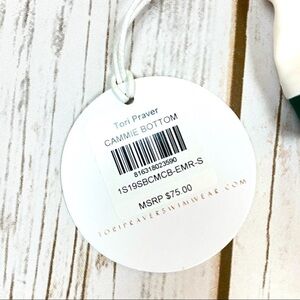 Tori Praver
CAMMIE BOTTOM
816318023590
1S19SBCMCB-EMR-S
MSRP $75.00
TORIPRAVERSWIMWEAR.COM